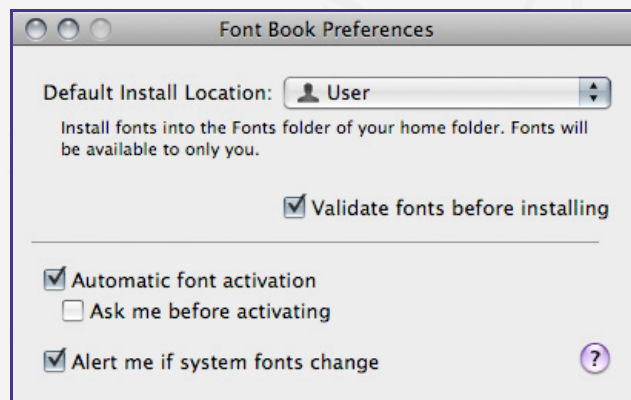 Font Book Preferences
Default Install Location: User
Install fonts into the Fonts folder of your home folder. Fonts will
be available to only you.
Validate fonts before installing
Automatic font activation
Ask me before activating
Alert me if system fonts change ?